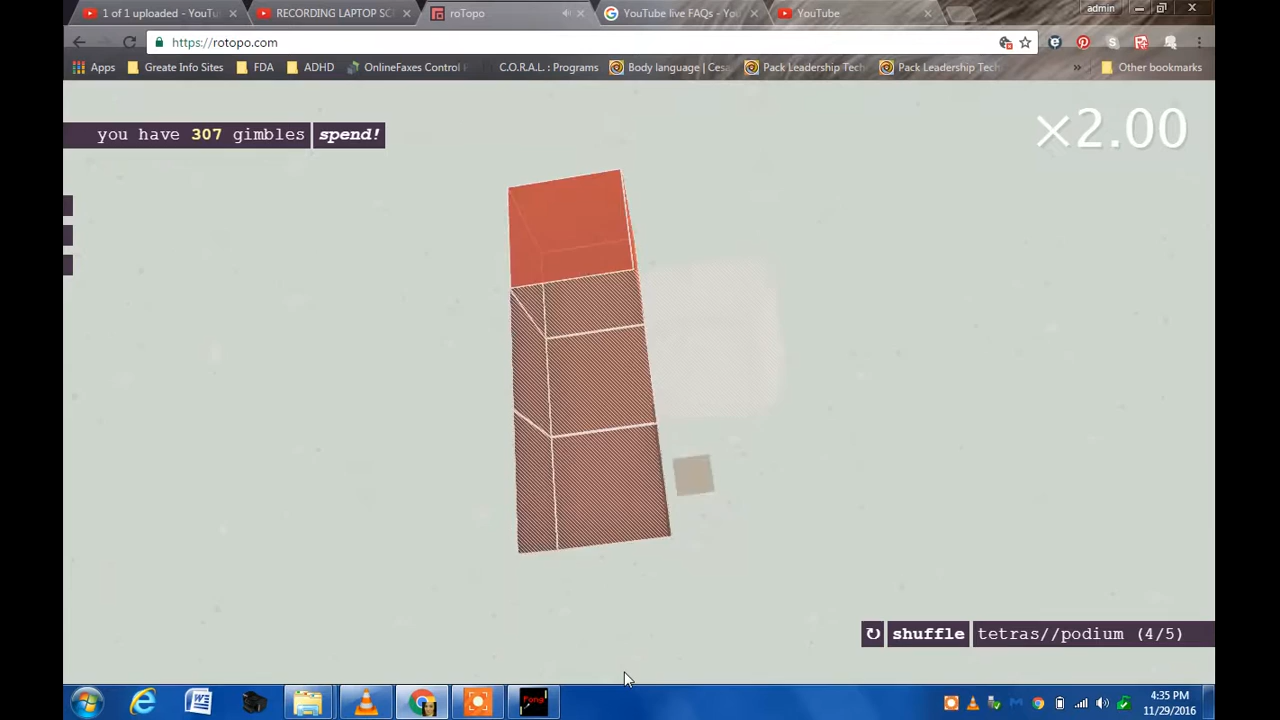 1 of 1 uploaded - YouTu
RECORDING LAPTOP SC
roTopo
YouTube live FAQs - Yo
YouTube
admin
https://rotopo.com
Apps
Greate Info Sites
FDA
ADHD
OnlineFaxes Control
C.O.R.A.L. : Programs
Body language | Cesa
Pack Leadership Tech
Pack Leadership Tech
»
Other bookmarks
you have 307 gimbles spend!
×2.00
↻ shuffle tetras//podium (4/5)
Pong
4:35 PM
11/29/2016